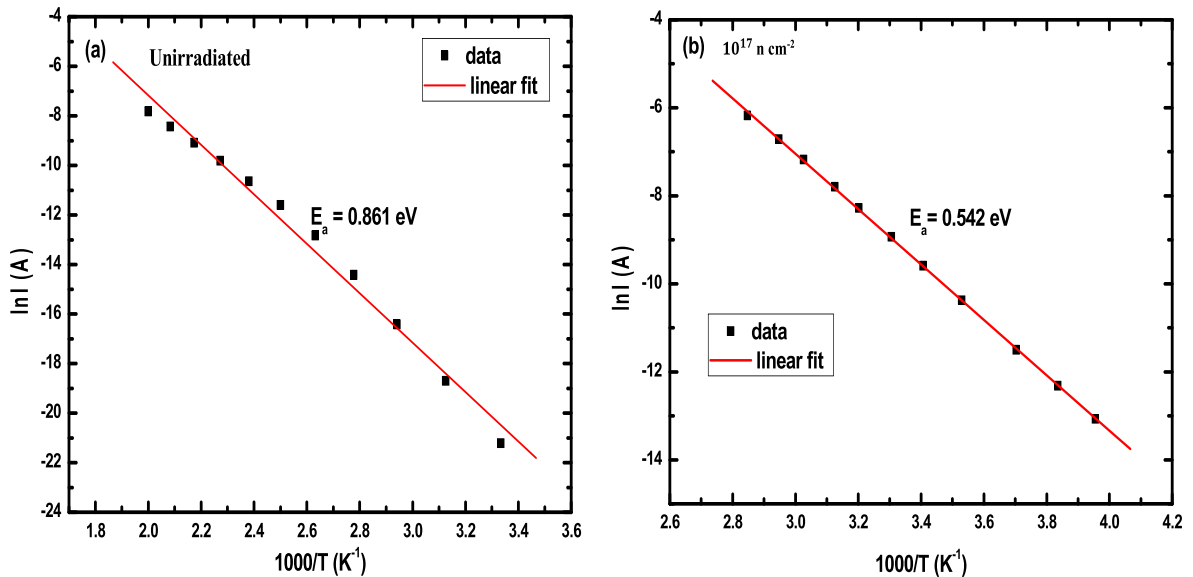 (a)
Unirradiated
data
linear fit
Eₐ = 0.861 eV
ln I (A)
-4
-6
-8
-10
-12
-14
-16
-18
-20
-22
-24
1.8 2.0 2.2 2.4 2.6 2.8 3.0 3.2 3.4 3.6
1000/T (K⁻¹)
(b)
10¹⁷ n cm⁻²
Eₐ = 0.542 eV
data
linear fit
ln I (A)
-4
-6
-8
-10
-12
-14
2.6 2.8 3.0 3.2 3.4 3.6 3.8 4.0 4.2
1000/T (K⁻¹)